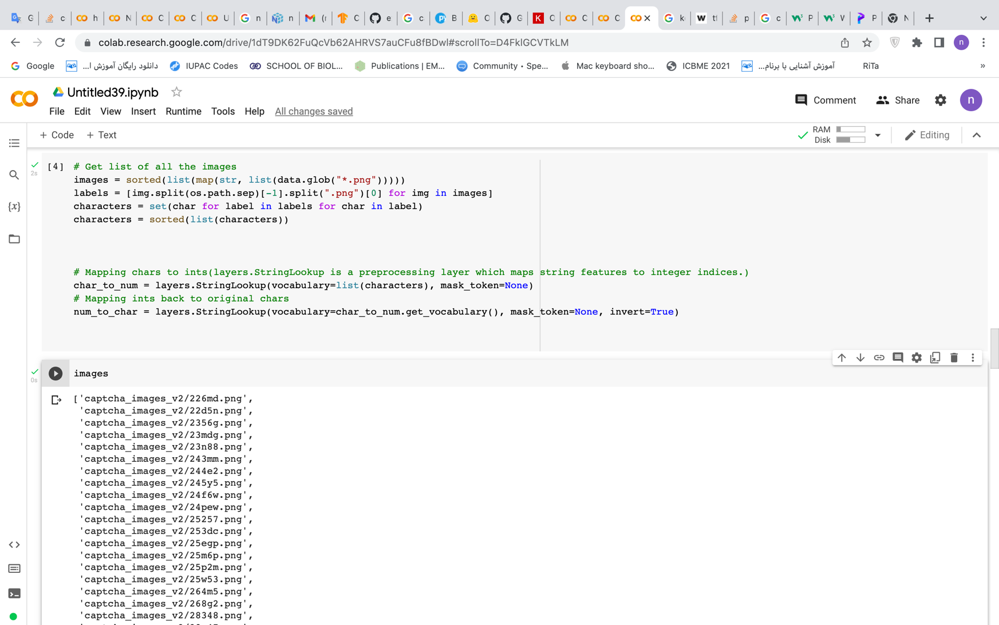 G c h N C C U n n (r C e c B C G C C C k tf p c P W P N
colab.research.google.com/drive/1dT9DK62FuQcVb62AHRVS7auCFu8fBDwl#scrollTo=D4FklGCVTkLM
n
Google دانلود رایگان آموزش ا... IUPAC Codes SCHOOL OF BIOL... Publications | EM... Community • Spe... Mac keyboard sho... ICBME 2021 آموزش آشنایی با برنام... RiTa »
Untitled39.ipynb
Comment Share n
File Edit View Insert Runtime Tools Help All changes saved
+ Code + Text
RAM
Disk
Editing
2s
[4] # Get list of all the images
images = sorted(list(map(str, list(data.glob("*.png")))))
labels = [img.split(os.path.sep)[-1].split(".png")[0] for img in images]
characters = set(char for label in labels for char in label)
characters = sorted(list(characters))
# Mapping chars to ints(layers.StringLookup is a preprocessing layer which maps string features to integer indices.)
char_to_num = layers.StringLookup(vocabulary=list(characters), mask_token=None)
# Mapping ints back to original chars
num_to_char = layers.StringLookup(vocabulary=char_to_num.get_vocabulary(), mask_token=None, invert=True)
0s
images
['captcha_images_v2/226md.png',
'captcha_images_v2/22d5n.png',
'captcha_images_v2/2356g.png',
'captcha_images_v2/23mdg.png',
'captcha_images_v2/23n88.png',
'captcha_images_v2/243mm.png',
'captcha_images_v2/244e2.png',
'captcha_images_v2/245y5.png',
'captcha_images_v2/24f6w.png',
'captcha_images_v2/24pew.png',
'captcha_images_v2/25257.png',
'captcha_images_v2/253dc.png',
'captcha_images_v2/25egp.png',
'captcha_images_v2/25m6p.png',
'captcha_images_v2/25p2m.png',
'captcha_images_v2/25w53.png',
'captcha_images_v2/264m5.png',
'captcha_images_v2/268g2.png',
'captcha_images_v2/28348.png',